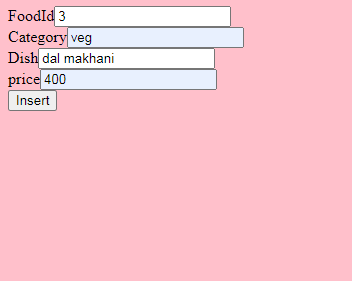 FoodId 3
Category veg
Dish dal makhani
price 400
Insert